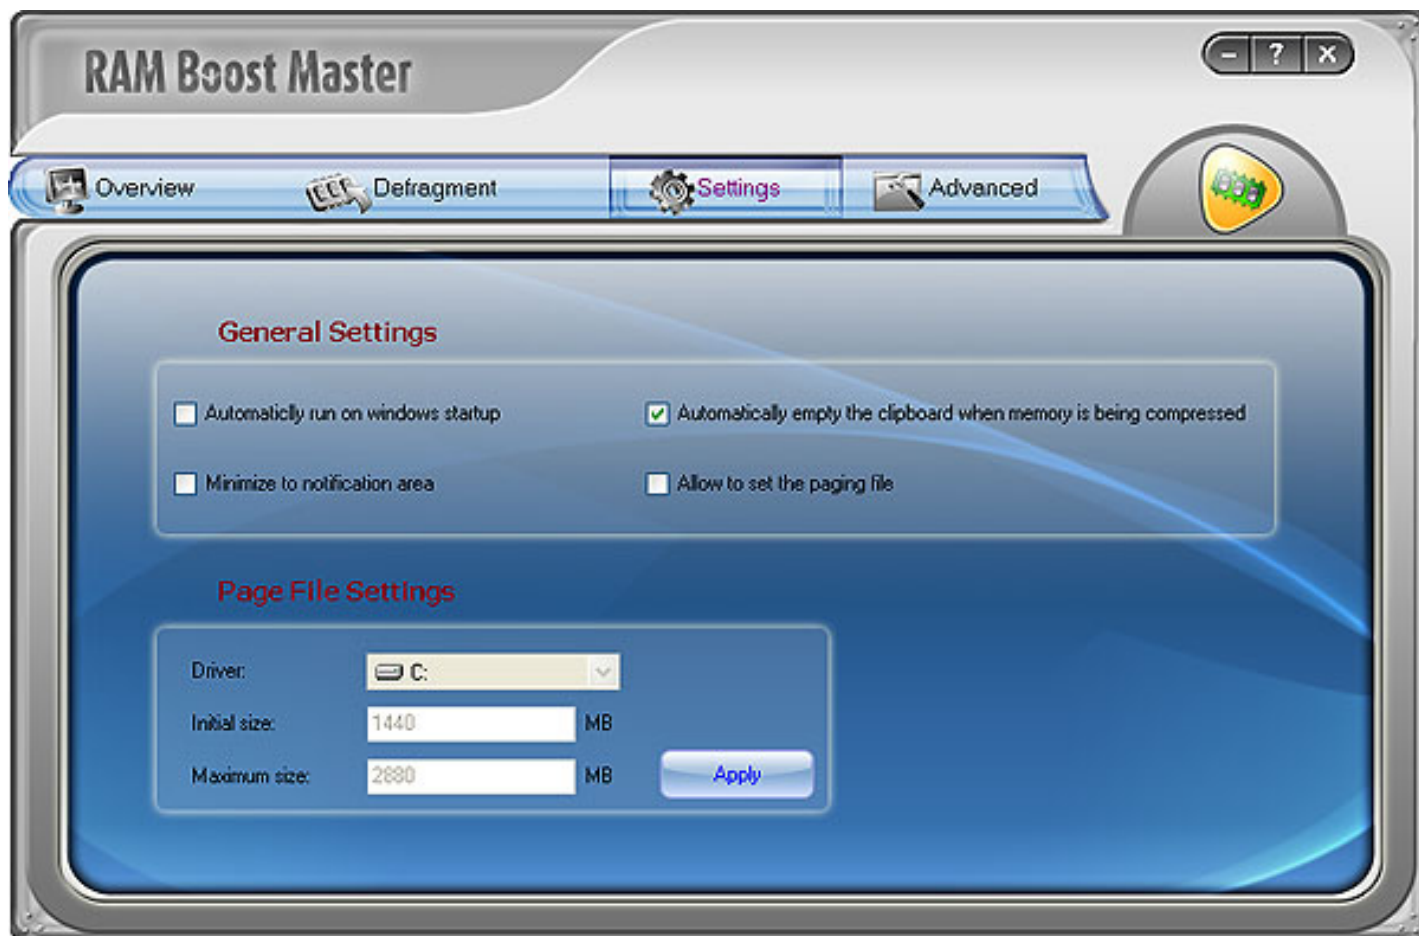 RAM Boost Master
- ? X
Overview Defragment Settings Advanced
General Settings
Automaticlly run on windows startup Automatically empty the clipboard when memory is being compressed
Minimize to notification area Allow to set the paging file
Page File Settings
Driver: C:
Initial size: 1440 MB
Maximum size: 2880 MB Apply